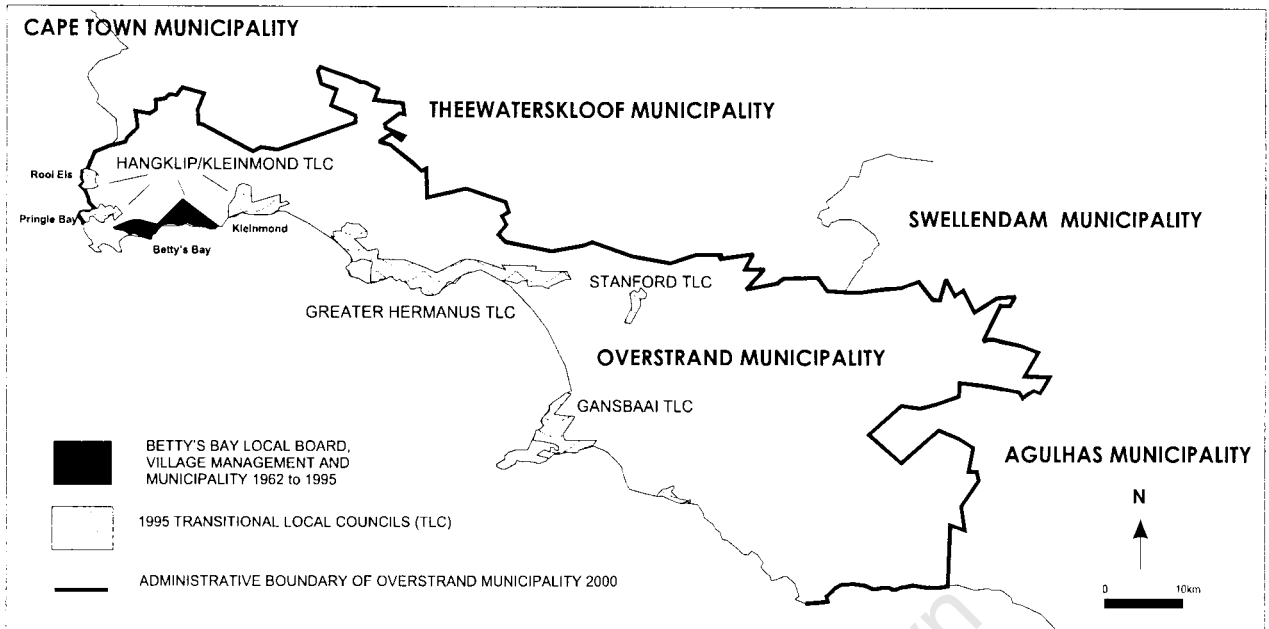 CAPE TOWN MUNICIPALITY
THEEWATERSKLOOF MUNICIPALITY
HANGKLIP/KLEINMOND TLC
Rooi Els
Pringle Bay
Kleinmond
Betty's Bay
SWELLENDAM MUNICIPALITY
STANFORD TLC
GREATER HERMANUS TLC
OVERSTRAND MUNICIPALITY
GANSBAAI TLC
AGULHAS MUNICIPALITY
BETTY'S BAY LOCAL BOARD,
VILLAGE MANAGEMENT AND
MUNICIPALITY 1962 to 1995
1995 TRANSITIONAL LOCAL COUNCILS (TLC)
ADMINISTRATIVE BOUNDARY OF OVERSTRAND MUNICIPALITY 2000
N
0 10km